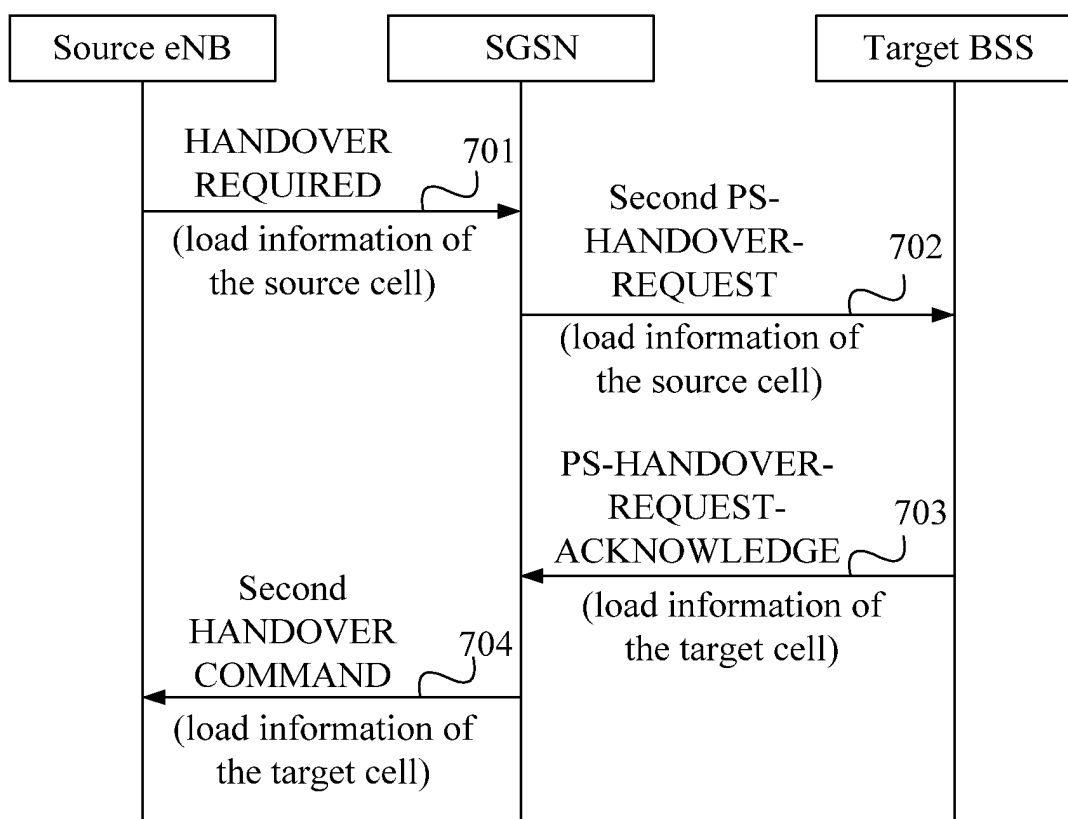 Source eNB
SGSN
Target BSS
HANDOVER
REQUIRED
701
(load information of
the source cell)
Second PS-
HANDOVER-
REQUEST
702
(load information of
the source cell)
PS-HANDOVER-
REQUEST-
ACKNOWLEDGE
703
(load information of
the target cell)
Second
HANDOVER
COMMAND
704
(load information of
the target cell)